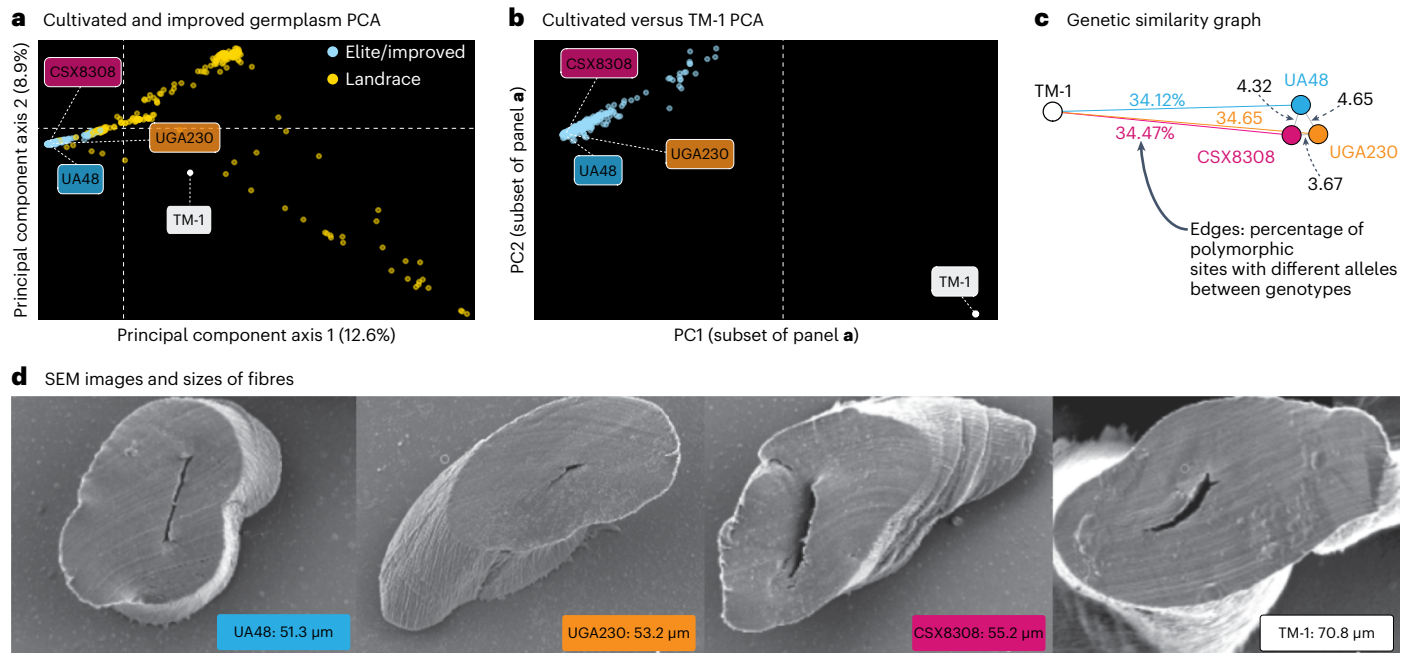 a Cultivated and improved germplasm PCA
Principal component axis 2 (8.9%)
CSX8308
Elite/improved
Landrace
UGA230
UA48
TM-1
Principal component axis 1 (12.6%)
b Cultivated versus TM-1 PCA
PC2 (subset of panel a)
CSX8308
UGA230
UA48
TM-1
PC1 (subset of panel a)
c Genetic similarity graph
TM-1
34.12%
34.65
34.47%
4.32
UA48
4.65
CSX8308
UGA230
3.67
Edges: percentage of
polymorphic
sites with different alleles
between genotypes
d SEM images and sizes of fibres
UA48: 51.3 µm
UGA230: 53.2 µm
CSX8308: 55.2 µm
TM-1: 70.8 µm